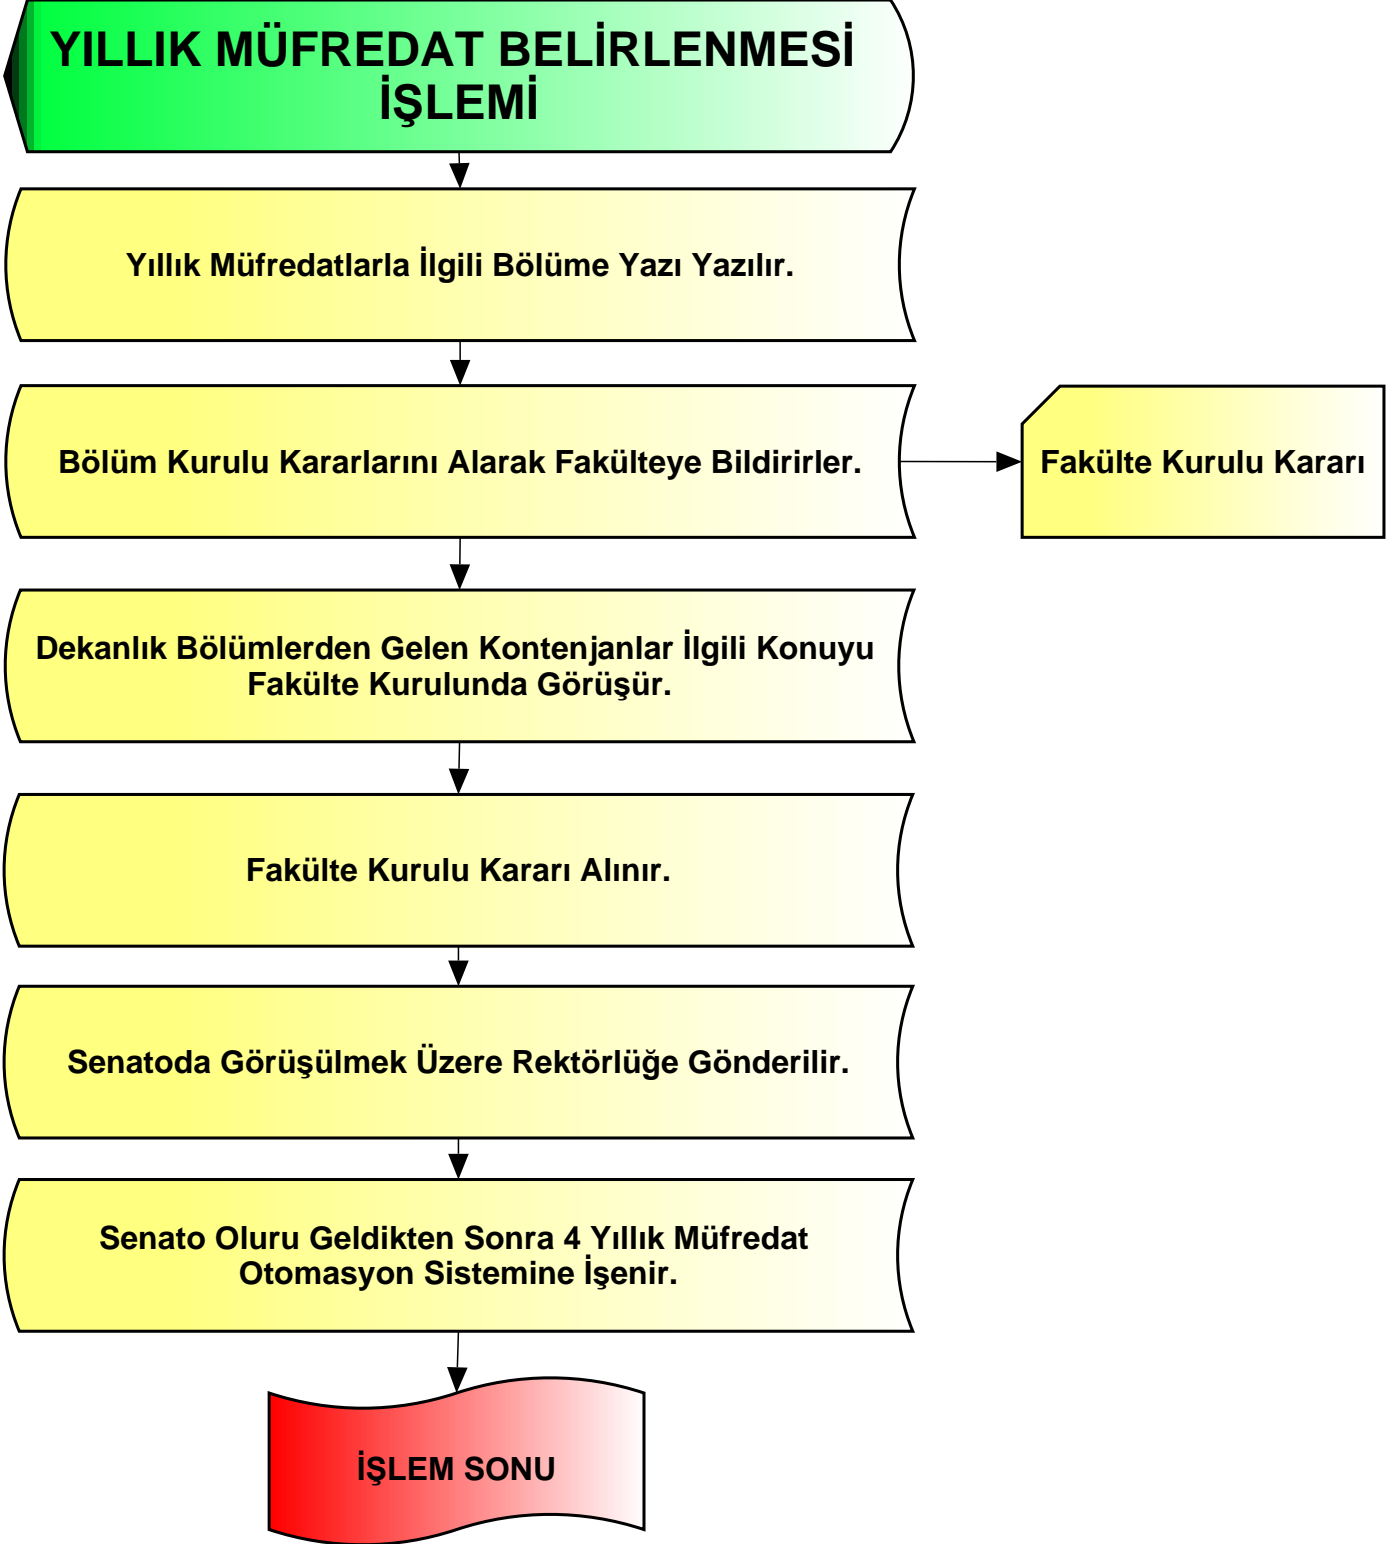 YILLIK MÜFREDAT BELİRLENMESİ
İŞLEMİ
Yıllık Müfredatlarla İlgili Bölüme Yazı Yazılır.
Bölüm Kurulu Kararlarını Alarak Fakülteye Bildirirler.
Fakülte Kurulu Kararı
Dekanlık Bölümlerden Gelen Kontenjanlar İlgili Konuyu
Fakülte Kurulunda Görüşür.
Fakülte Kurulu Kararı Alınır.
Senatoda Görüşülmek Üzere Rektörlüğe Gönderilir.
Senato Oluru Geldikten Sonra 4 Yıllık Müfredat
Otomasyon Sistemine İşenir.
İŞLEM SONU